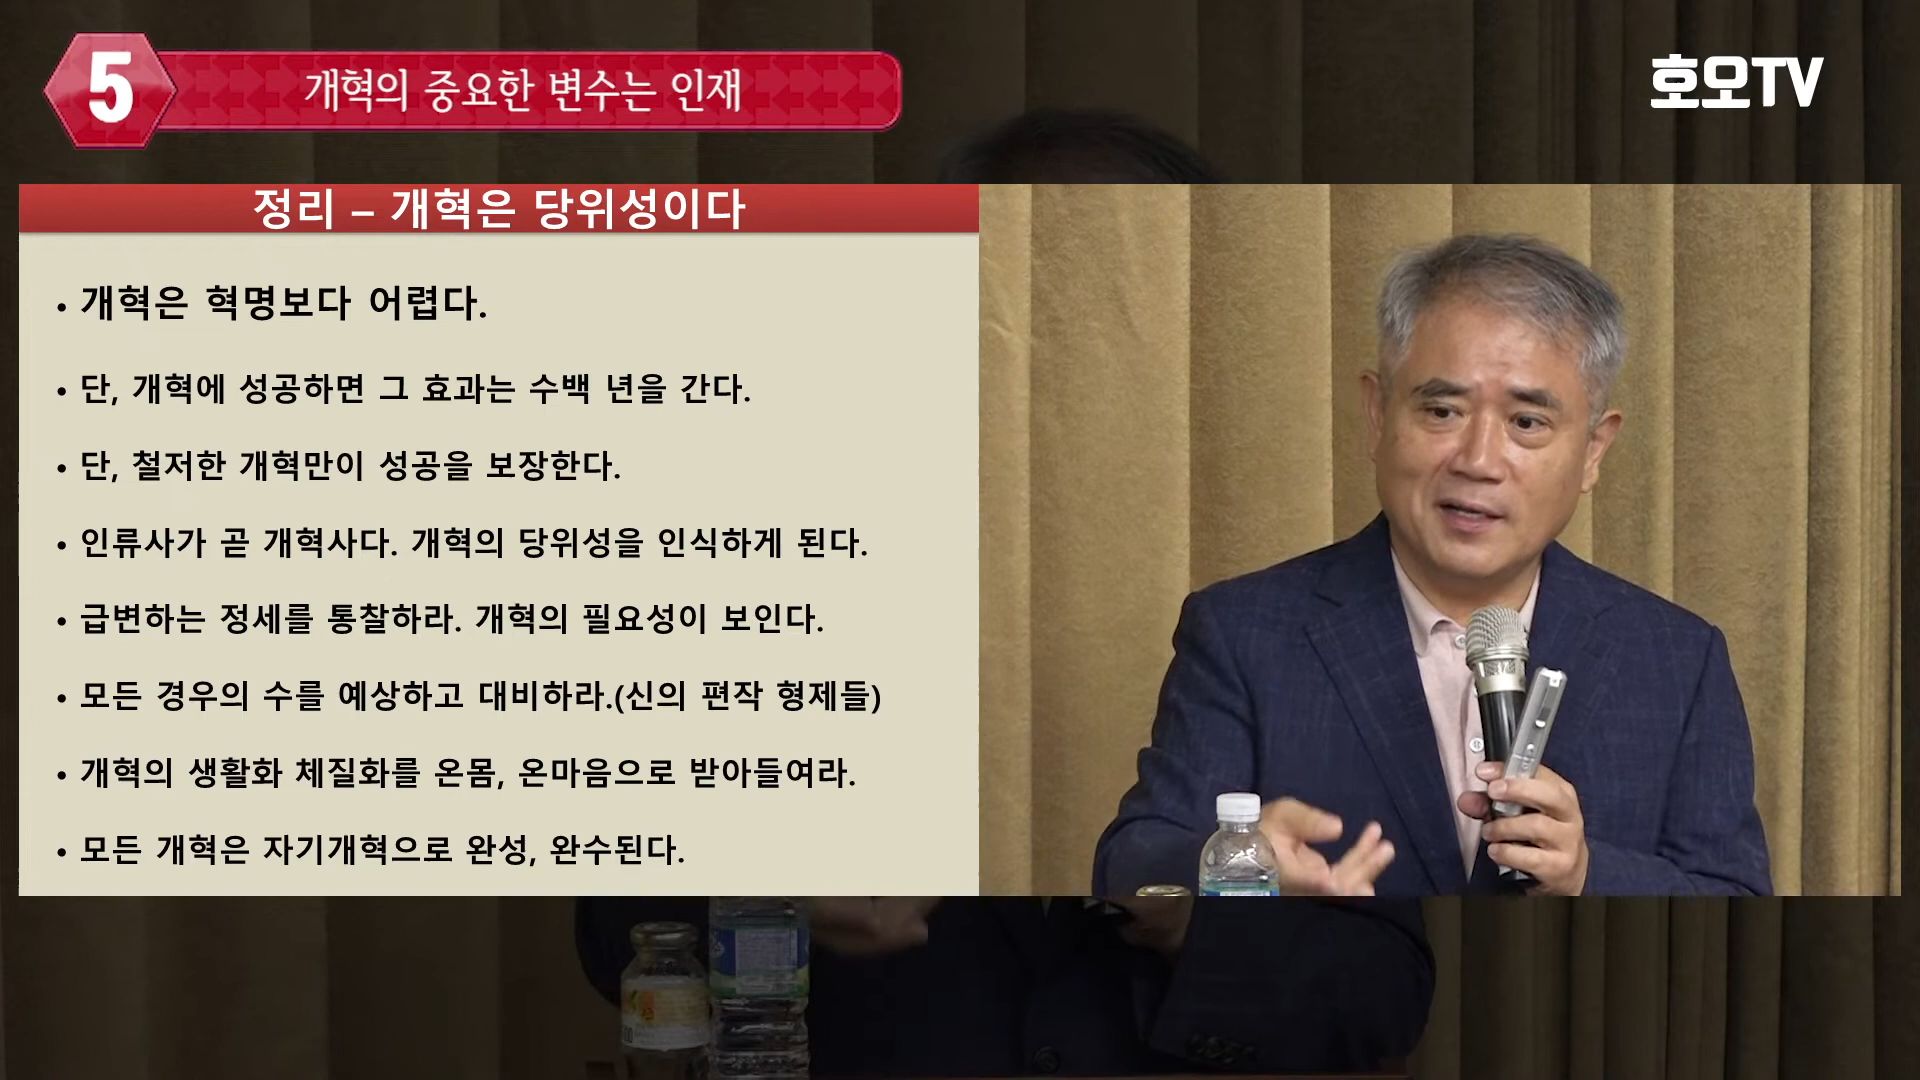 5
개혁의 중요한 변수는 인재
호오TV
정리 – 개혁은 당위성이다
• 개혁은 혁명보다 어렵다.
• 단, 개혁에 성공하면 그 효과는 수백 년을 간다.
• 단, 철저한 개혁만이 성공을 보장한다.
• 인류사가 곧 개혁사다. 개혁의 당위성을 인식하게 된다.
• 급변하는 정세를 통찰하라. 개혁의 필요성이 보인다.
• 모든 경우의 수를 예상하고 대비하라.(신의 편작 형제들)
• 개혁의 생활화 체질화를 온몸, 온마음으로 받아들여라.
• 모든 개혁은 자기개혁으로 완성, 완수된다.